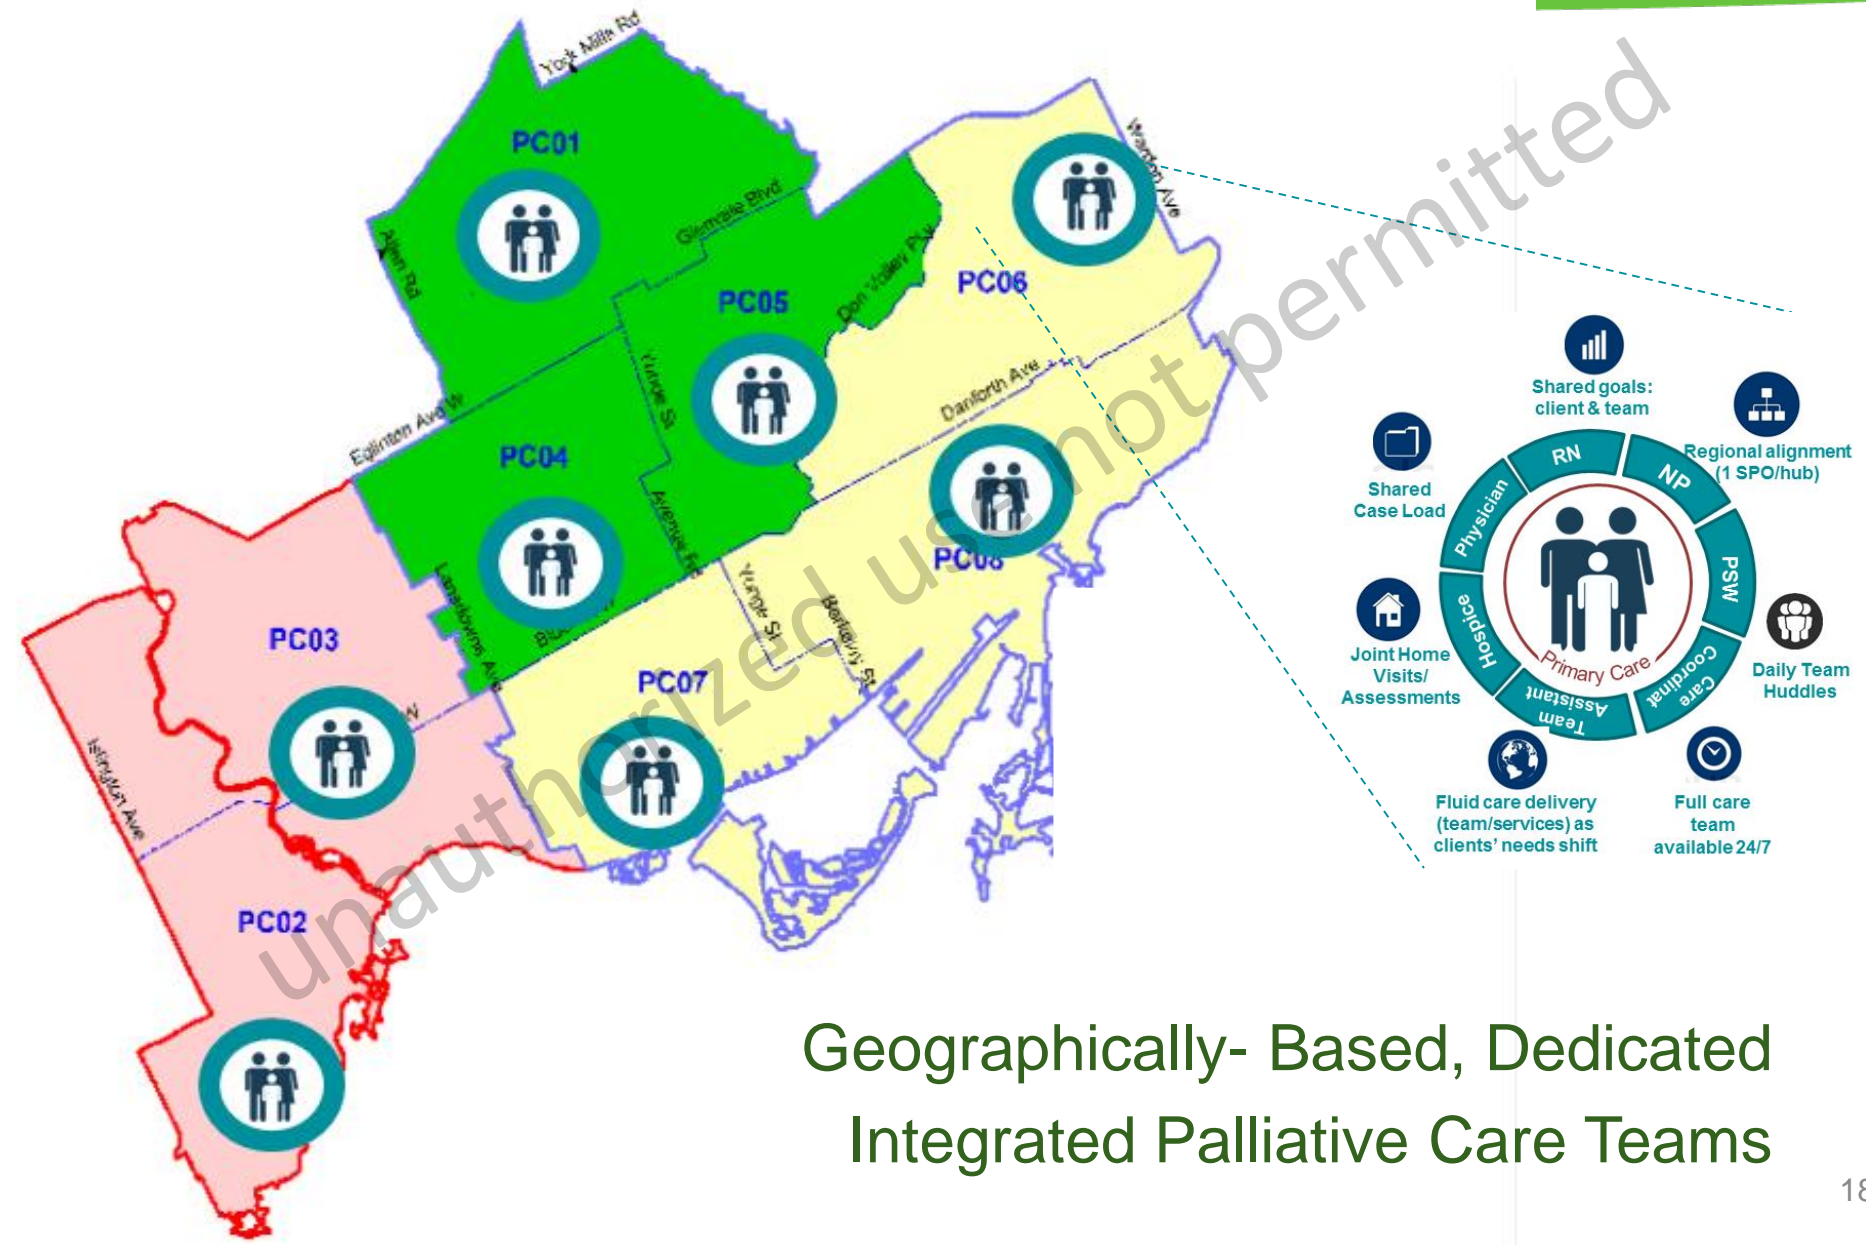 York Mills Rd
PC01
Warden Ave
Allen Rd
Glenvale Blvd
PC05
Don Valley Pky
PC06
Eglinton Ave W
Yonge St
Danforth Ave
PC04
Avenue Rd
PC08
Lansdowne Ave
Yonge St
Berkeley St
PC03
W
PC07
Islington Ave
PC02
unauthorized use not permitted
Shared goals:
client & team
Regional alignment
(1 SPO/hub)
Shared
Case Load
Joint Home
Visits/
Assessments
Daily Team
Huddles
Fluid care delivery
(team/services) as
clients' needs shift
Full care
team
available 24/7
RN
NP
PSW
Care
Coordinat
Team
Assistant
Hospice
Physician
Primary Care
Geographically- Based, Dedicated
Integrated Palliative Care Teams
18